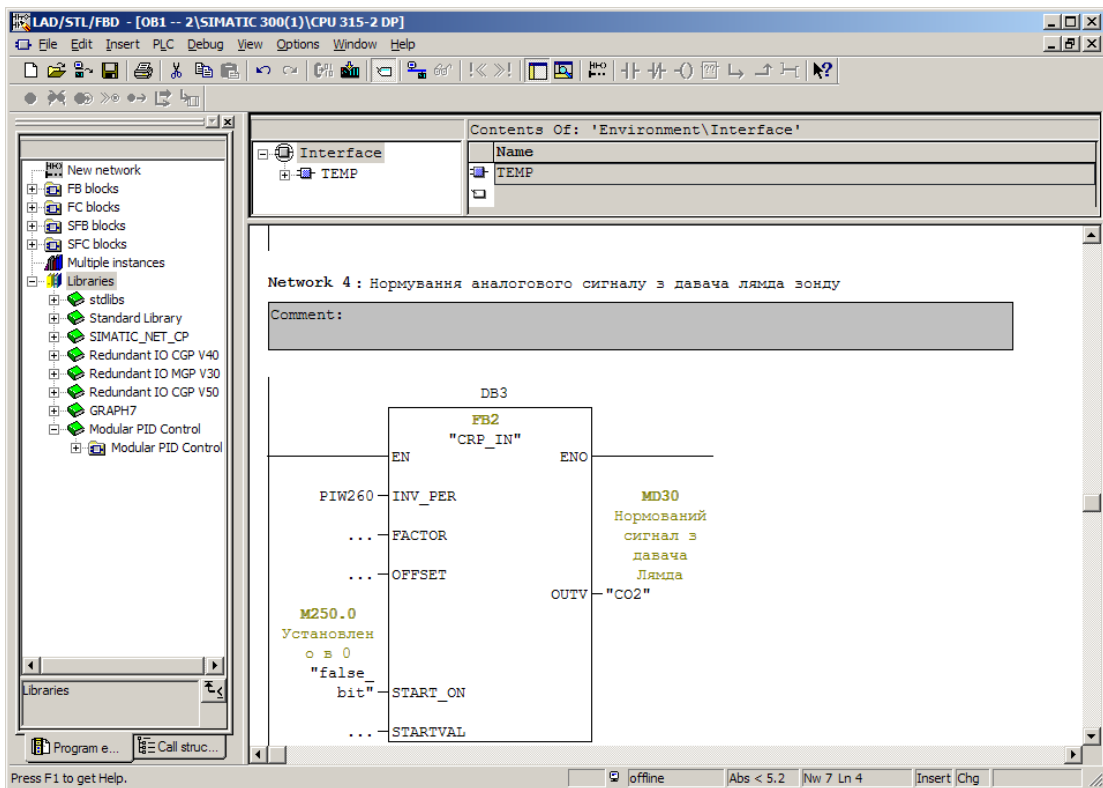 LAD/STL/FBD - [OB1 -- 2\SIMATIC 300(1)\CPU 315-2 DP]
File Edit Insert PLC Debug View Options Window Help
New network
FB blocks
FC blocks
SFB blocks
SFC blocks
Multiple instances
Libraries
stdlibs
Standard Library
SIMATIC_NET_CP
Redundant IO CGP V40
Redundant IO MGP V30
Redundant IO CGP V50
GRAPH7
Modular PID Control
Modular PID Control
Libraries
Program e...
Call struc...
Contents Of: 'Environment\Interface'
Interface
TEMP
Name
TEMP
Network 4 : Нормування аналогового сигналу з давача лямда зонду
Comment:
DB3
FB2
"CRP_IN"
EN
ENO
PIW260
INV_PER
... FACTOR
... OFFSET
MD30
Нормований
сигнал з
давача
Лямда
OUTV
"CO2"
M250.0
Установлен
о в 0
"false_
bit"
START_ON
... STARTVAL
Press F1 to get Help.
offline
Abs < 5.2
Nw 7 Ln 4
Insert
Chg